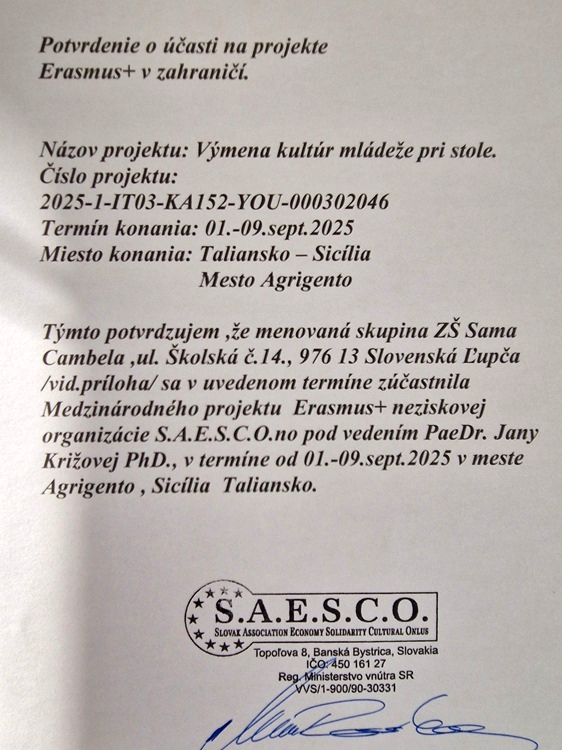 Potvrdenie o účasti na projekte
Erasmus+ v zahraničí.
Názov projektu: Výmena kultúr mládeže pri stole.
Číslo projektu:
2025-1-IT03-KA152-YOU-000302046
Termín konania: 01.-09.sept.2025
Miesto konania: Taliansko – Sicília
Mesto Agrigento
Týmto potvrdzujem ,že menovaná skupina ZŠ Sama
Cambela ,ul. Školská č.14., 976 13 Slovenská Ľupča
/vid.príloha/ sa v uvedenom termíne zúčastnila
Medzinárodného projektu Erasmus+ neziskovej
organizácie S.A.E.S.C.O.no pod vedením PaeDr. Jany
Križovej PhD., v termíne od 01.-09.sept.2025 v meste
Agrigento , Sicília Taliansko.
S.A.E.S.C.O.
SLOVAK ASSOCIATION ECONOMY SOLIDARITY CULTURAL ONLUS
Topoľova 8, Banská Bystrica, Slovakia
IČO: 450 161 27
Reg. Ministerstvo vnútra SR
VVS/1-900/90-30331